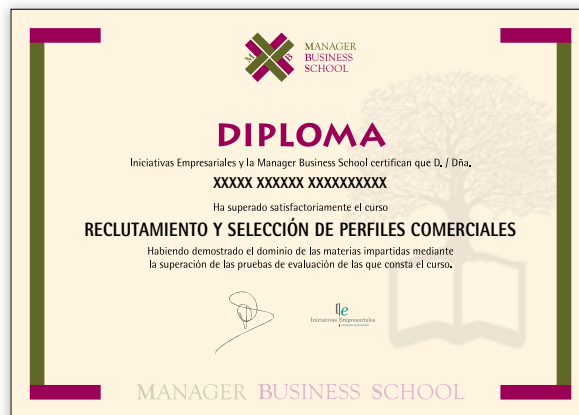 M B
MANAGER
BUSINESS
SCHOOL
DIPLOMA
Iniciativas Empresariales y la Manager Business School certifican que D. / Dña.
XXXXX XXXXXX XXXXXXXXXX
Ha superado satisfactoriamente el curso
RECLUTAMIENTO Y SELECCIÓN DE PERFILES COMERCIALES
Habiendo demostrado el dominio de las materias impartidas mediante
la superación de las pruebas de evaluación de las que consta el curso.
Iniciativas Empresariales
MANAGER BUSINESS SCHOOL